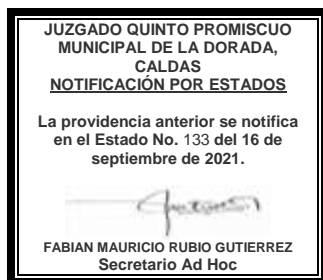 JUZGADO QUINTO PROMISCUO
MUNICIPAL DE LA DORADA,
CALDAS
NOTIFICACIÓN POR ESTADOS
La providencia anterior se notifica
en el Estado No. 133 del 16 de
septiembre de 2021.
FABIAN MAURICIO RUBIO GUTIERREZ
Secretario Ad Hoc